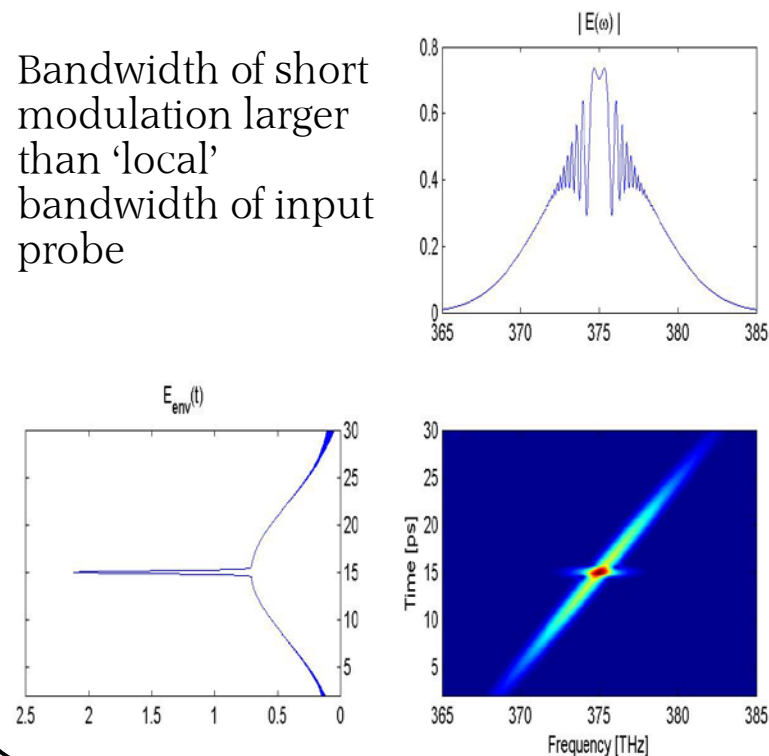 Bandwidth of short
modulation larger
than ‘local’
bandwidth of input
probe
| E(ω) |
0.8
0.6
0.4
0.2
0
365 370 375 380 385
E_env(t)
30
25
20
15
10
5
2.5 2 1.5 1 0.5 0
30
25
20
15
10
5
Time [ps]
365 370 375 380 385
Frequency [THz]